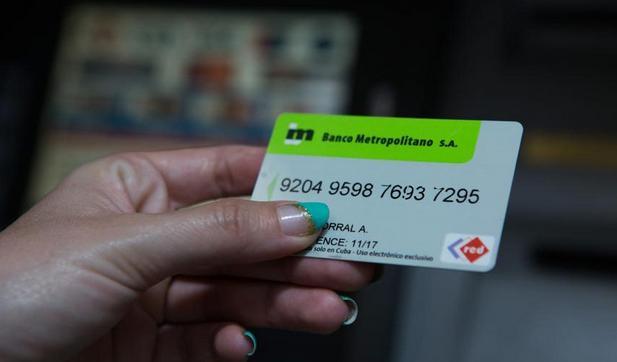 Banco Metropolitano S.A.
9204 9598 7693 7295
ORRAL A.
ENCE: 11/17
solo en Cuba - Uso electrónico exclusivo
red